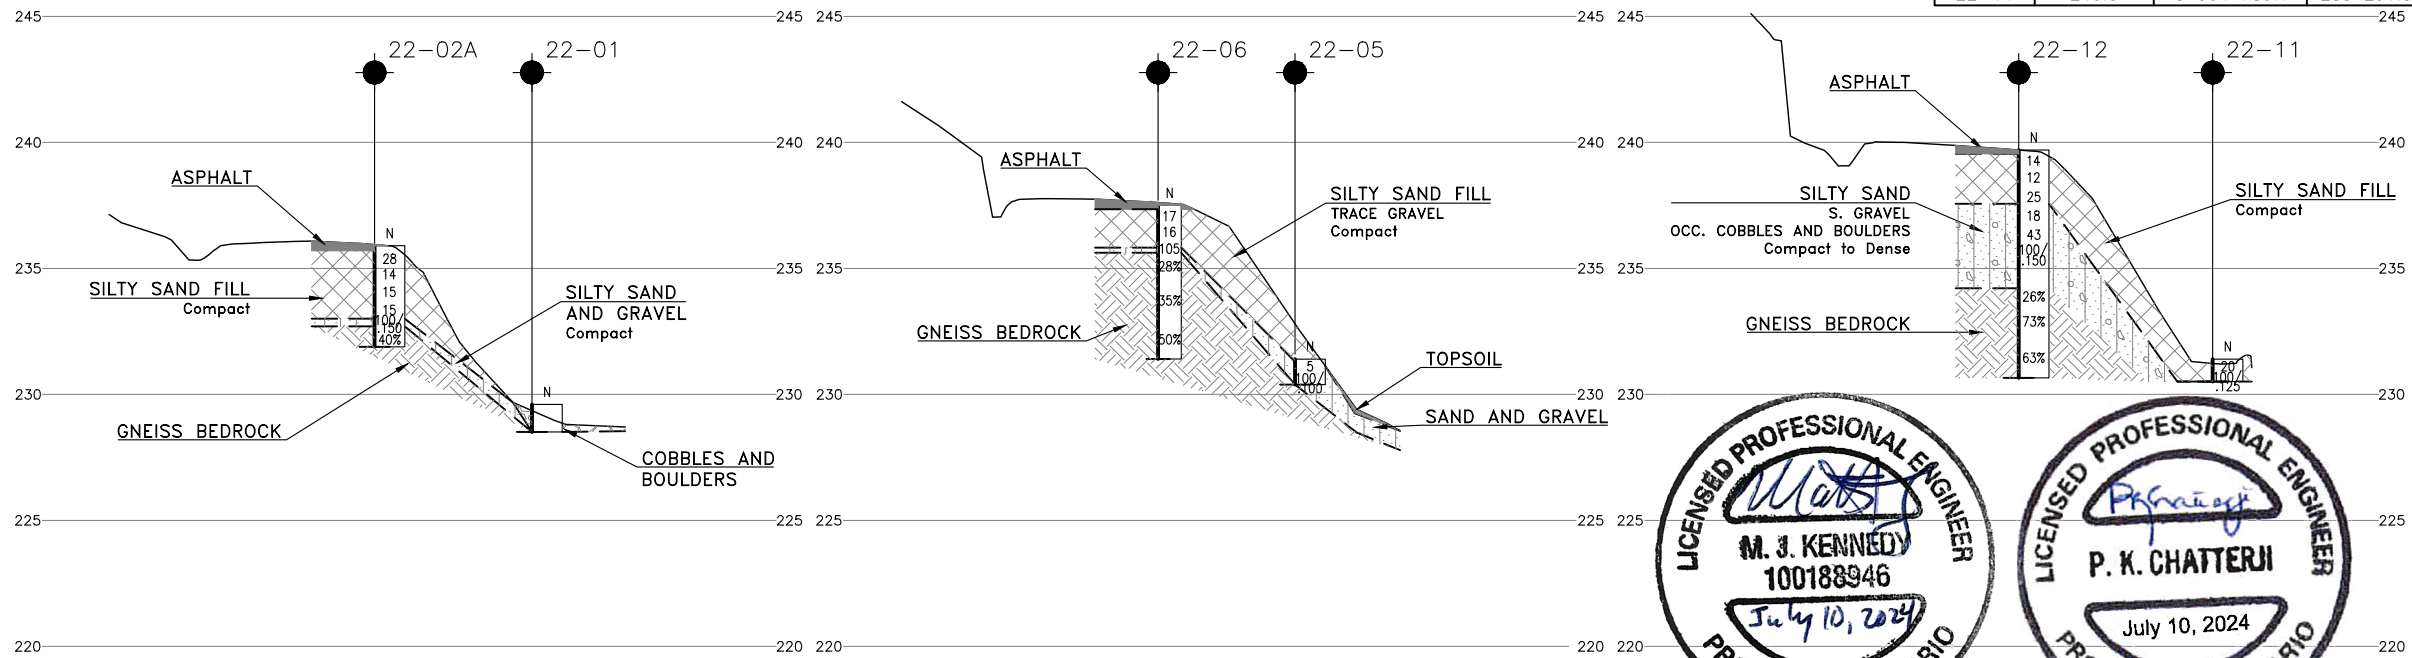 245
245
22-02A
22-01
240
240
ASPHALT
N
28
14
15
15
100/
.150
40%
235
235
SILTY SAND FILL
Compact
SILTY SAND
AND GRAVEL
Compact
N
230
230
GNEISS BEDROCK
COBBLES AND
BOULDERS
225
225
220
220
245
245
22-06
22-05
240
240
ASPHALT
N
17
16
105
28%
35%
50%
SILTY SAND FILL
TRACE GRAVEL
Compact
235
235
GNEISS BEDROCK
N
5
100/
.100
TOPSOIL
SAND AND GRAVEL
230
230
225
225
220
220
245
245
22-12
22-11
240
240
ASPHALT
N
14
12
25
18
43
100/
.150
26%
73%
63%
SILTY SAND
S. GRAVEL
OCC. COBBLES AND BOULDERS
Compact to Dense
SILTY SAND FILL
Compact
235
235
GNEISS BEDROCK
N
20
100/
.125
230
230
225
225
220
220
LICENSED PROFESSIONAL ENGINEER
M. J. KENNEDY
100188946
July 10, 2024
LICENSED PROFESSIONAL ENGINEER
P. K. CHATTERJI
July 10, 2024